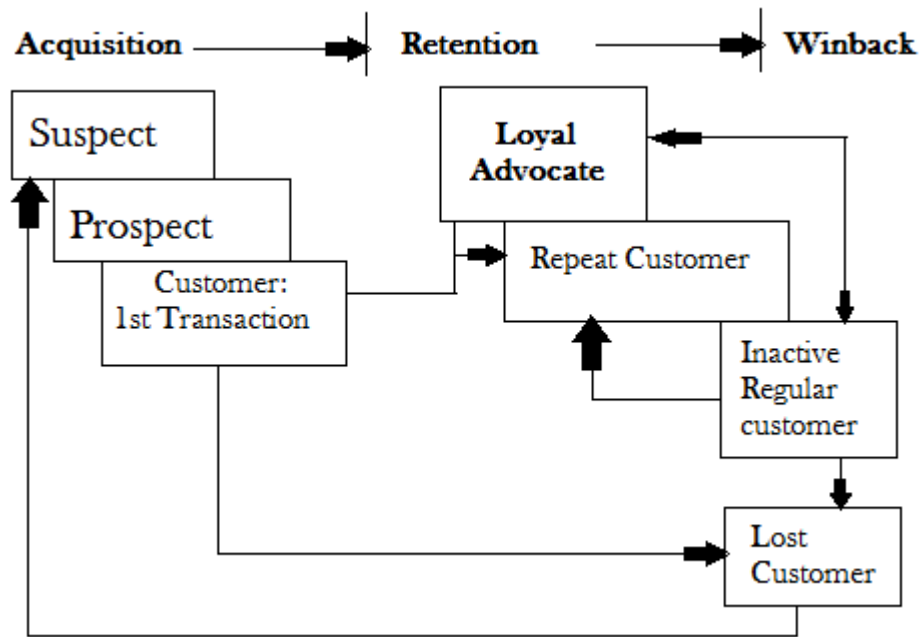 Acquisition
Retention
Winback
Suspect
Prospect
Customer:
1st Transaction
Loyal
Advocate
Repeat Customer
Inactive
Regular
customer
Lost
Customer